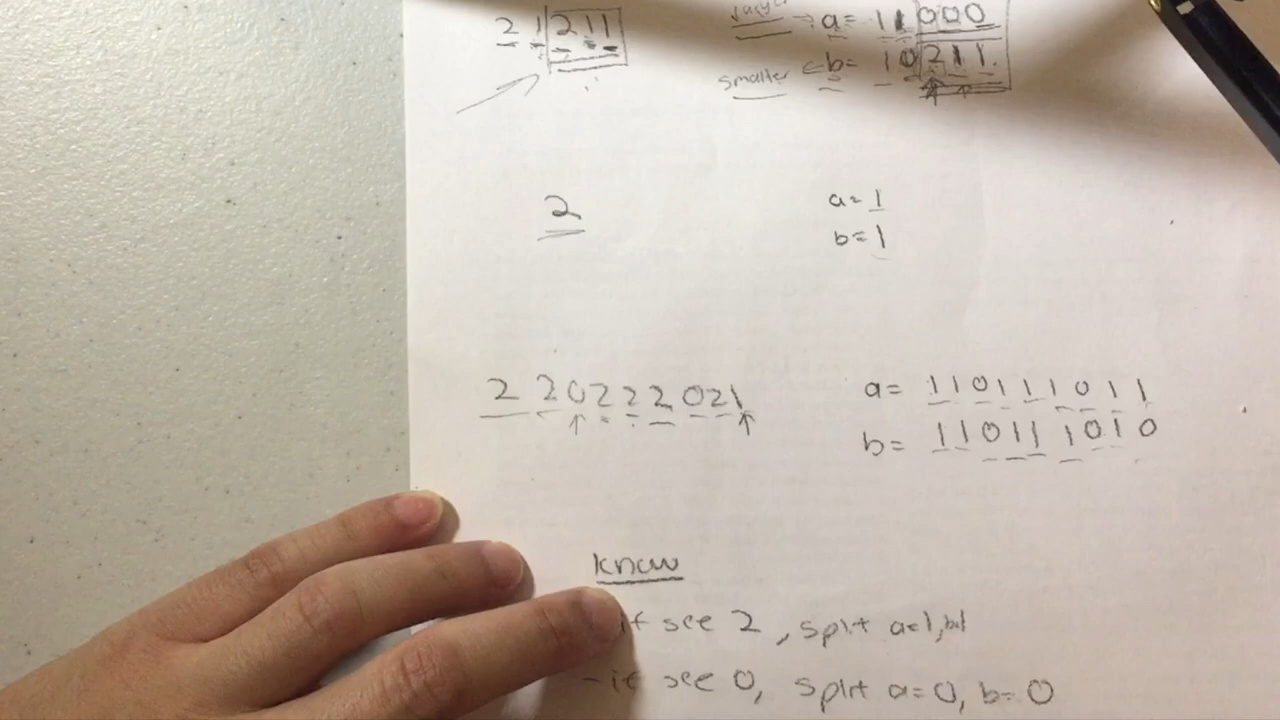 2 1 2 1 1
larger a= 1 1 0 0 0
smaller b= 1 0 2 1 1
2
a= 1
b= 1
2 2 0 2 2 2 0 2 1
a= 1 1 0 1 1 1 0 1 1
b= 1 1 0 1 1 1 0 1 0
know
if see 2, split a=1, b=1
- if see 0, split a=0, b=0